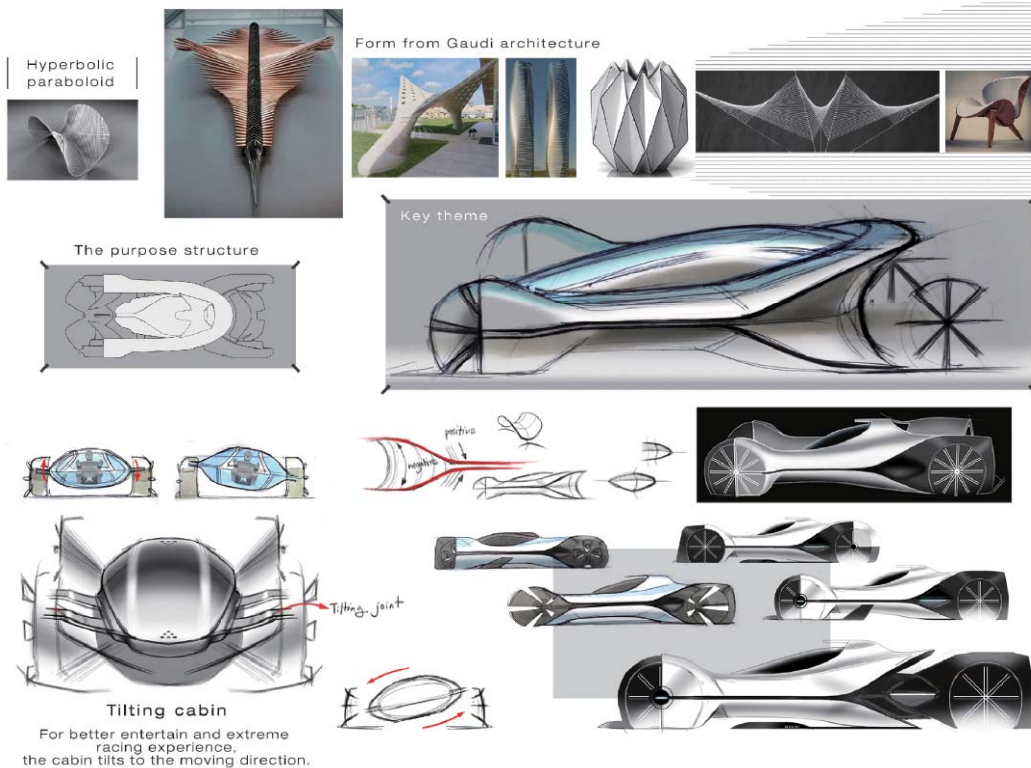 Hyperbolic
paraboloid
Form from Gaudi architecture
Key theme
The purpose structure
positive
negative
Tilting joint
Tilting cabin
For better entertain and extreme
racing experience,
the cabin tilts to the moving direction.